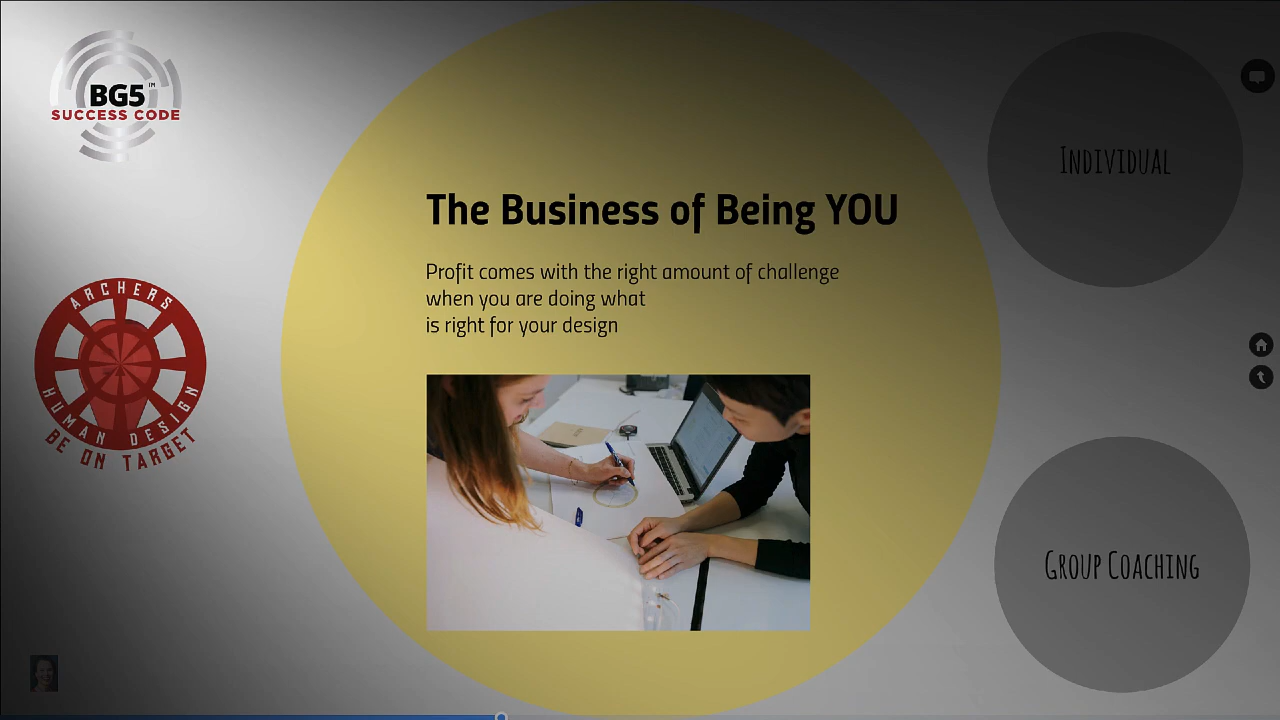 BG5™
SUCCESS CODE
ARCHERS
HUMAN DESIGN
BE ON TARGET
The Business of Being YOU
Profit comes with the right amount of challenge
when you are doing what
is right for your design
INDIVIDUAL
GROUP COACHING